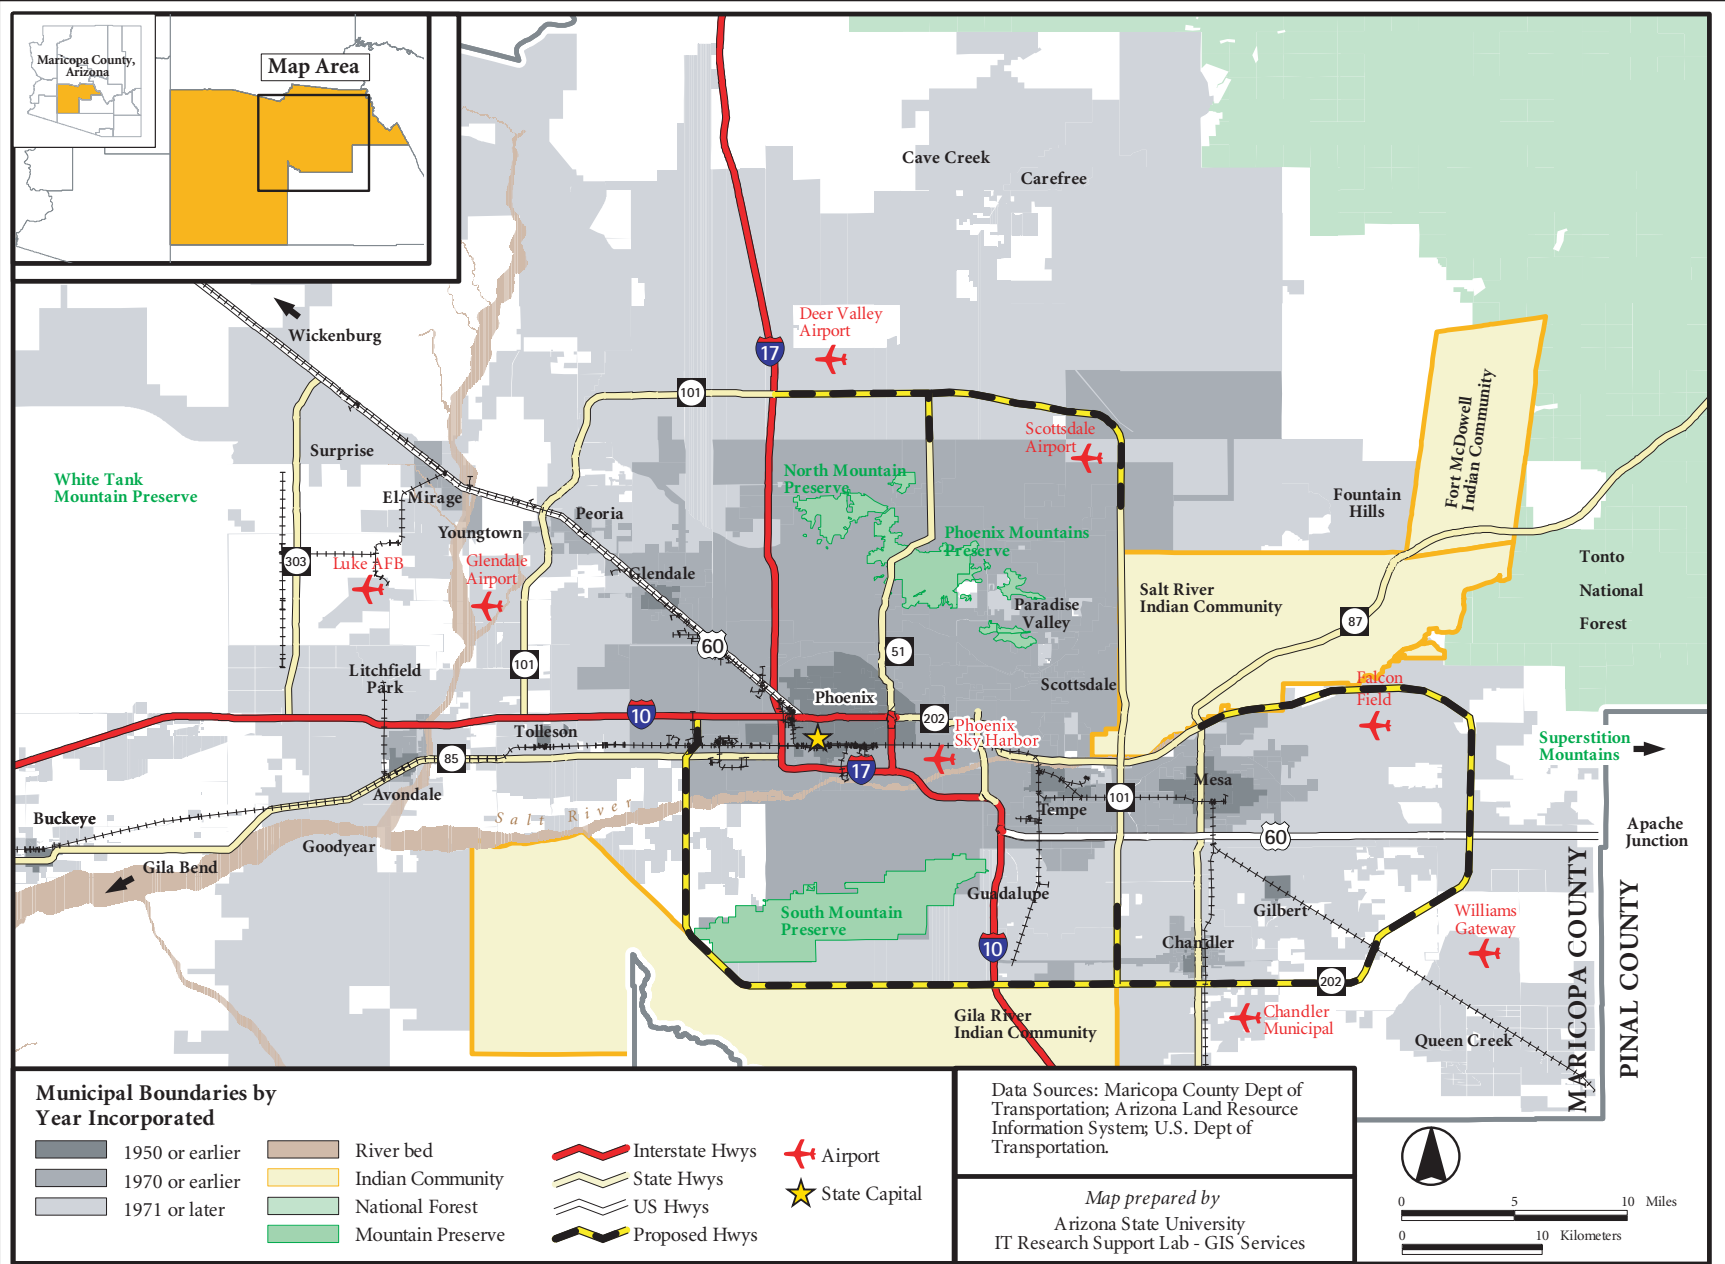 Maricopa County,
Arizona
Map Area
Cave Creek
Carefree
Wickenburg
Deer Valley
Airport
17
101
Scottsdale
Airport
Surprise
North Mountain
Preserve
White Tank
Mountain Preserve
El Mirage
Peoria
Youngtown
Fountain
Hills
Fort McDowell
Indian Community
Phoenix Mountains
Preserve
Tonto
National
Forest
303
Luke AFB
Glendale
Airport
Glendale
Salt River
Indian Community
Paradise
Valley
87
60
51
101
Litchfield
Park
Scottsdale
Falcon
Field
Phoenix
10
202
Phoenix
Sky Harbor
Tolleson
Superstition
Mountains
85
17
Mesa
Avondale
101
Tempe
Buckeye
Salt River
60
Apache
Junction
Goodyear
Gila Bend
Guadalupe
South Mountain
Preserve
Gilbert
Williams
Gateway
10
Chandler
202
MARICOPA COUNTY
PINAL COUNTY
Gila River
Indian Community
Chandler
Municipal
Queen Creek
Municipal Boundaries by
Year Incorporated
1950 or earlier
1970 or earlier
1971 or later
River bed
Indian Community
National Forest
Mountain Preserve
Interstate Hwys
State Hwys
US Hwys
Proposed Hwys
Airport
State Capital
Data Sources: Maricopa County Dept of
Transportation; Arizona Land Resource
Information System; U.S. Dept of
Transportation.
Map prepared by
Arizona State University
IT Research Support Lab - GIS Services
0 5 10 Miles
0 10 Kilometers